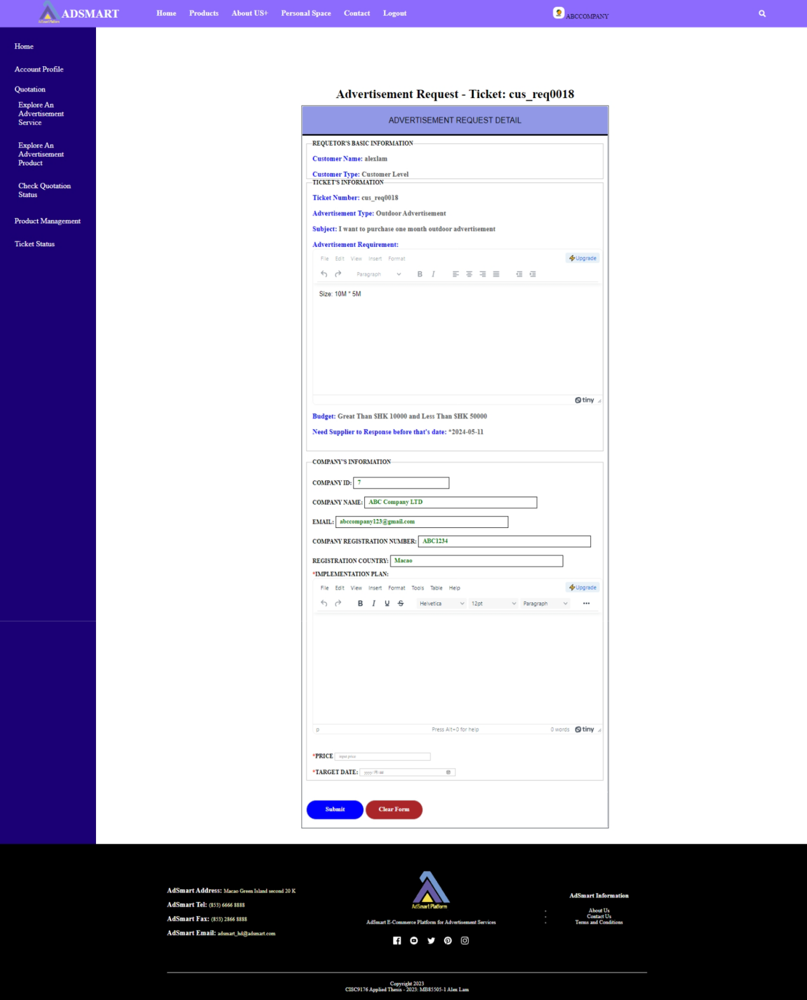 ADSMART
AdSmart Platform
Home Products About US+ Personal Space Contact Logout
ABCCOMPANY
Home
Account Profile
Quotation
Explore An
Advertisement
Service
Explore An
Advertisement
Product
Check Quotation
Status
Product Management
Ticket Status
Advertisement Request - Ticket: cus_req0018
ADVERTISEMENT REQUEST DETAIL
REQUETOR'S BASIC INFORMATION
Customer Name: alexlam
Customer Type: Customer Level
TICKET'S INFORMATION
Ticket Number: cus_req0018
Advertisement Type: Outdoor Advertisement
Subject: I want to purchase one month outdoor advertisement
Advertisement Requirement:
File Edit View Insert Format
Upgrade
Paragraph B I
Size: 10M * 5M
tiny
Budget: Great Than $HK 10000 and Less Than $HK 50000
Need Supplier to Response before that's date: *2024-05-11
COMPANY'S INFORMATION
COMPANY ID: 7
COMPANY NAME: ABC Company LTD
EMAIL: abccompany123@gmail.com
COMPANY REGISTRATION NUMBER: ABC1234
REGISTRATION COUNTRY: Macao
*IMPLEMENTATION PLAN:
File Edit View Insert Format Tools Table Help
Upgrade
B I U S Helvetica 12pt Paragraph
p Press Alt+0 for help 0 words tiny
*PRICE input price
*TARGET DATE:
Submit Clear Form
AdSmart Address: Macao Green Island second 20 K
AdSmart Tel: (853) 6666 8888
AdSmart Fax: (853) 2866 8888
AdSmart Email: adsmart_hd@adsmart.com
AdSmart Platform
AdSmart E-Commerce Platform for Advertisement Services
AdSmart Information
About Us
Contact Us
Terms and Conditions
Copyright 2023
CISC9176 Applied Thesis - 2023: MB85505-1 Alex Lam